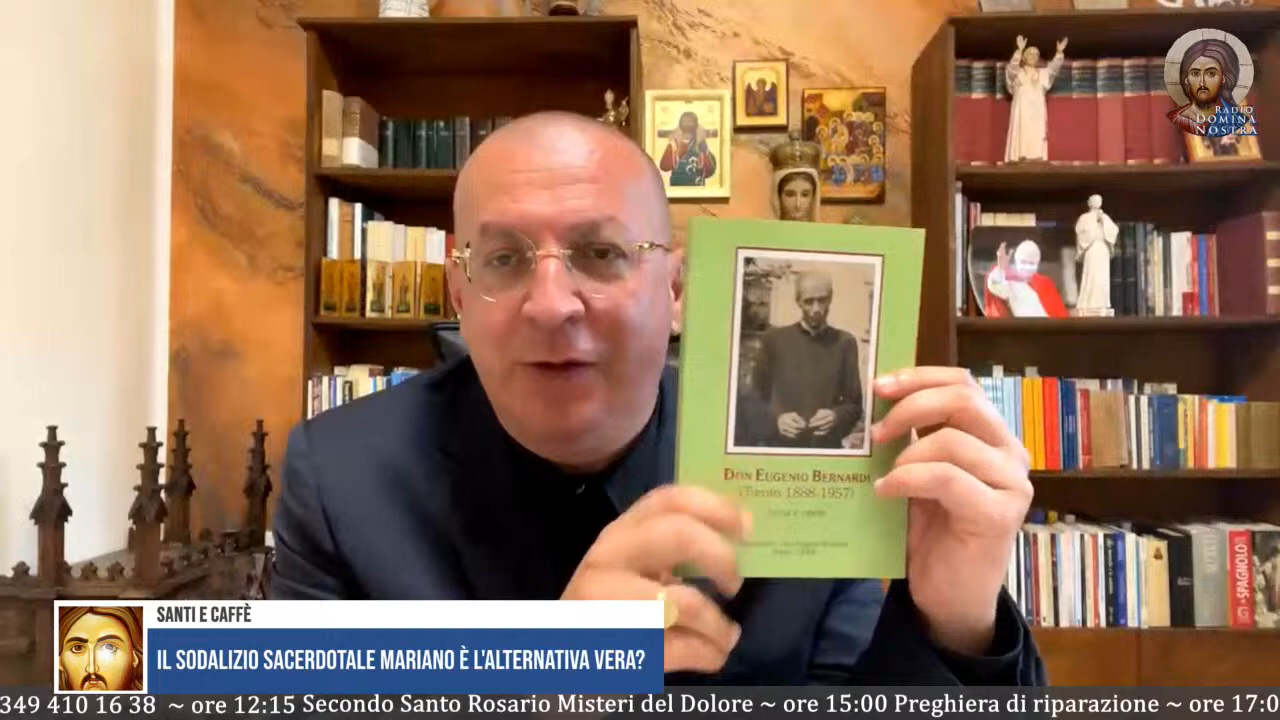 RADIO
DOMINA
NOSTRA
DON EUGENIO BERNARDI
(Trento 1888-1957)
+SPAGNOLO
SANTI E CAFFÈ
IL SODALIZIO SACERDOTALE MARIANO È L'ALTERNATIVA VERA?
349 410 16 38 ~ ore 12:15 Secondo Santo Rosario Misteri del Dolore ~ ore 15:00 Preghiera di riparazione ~ ore 17:0